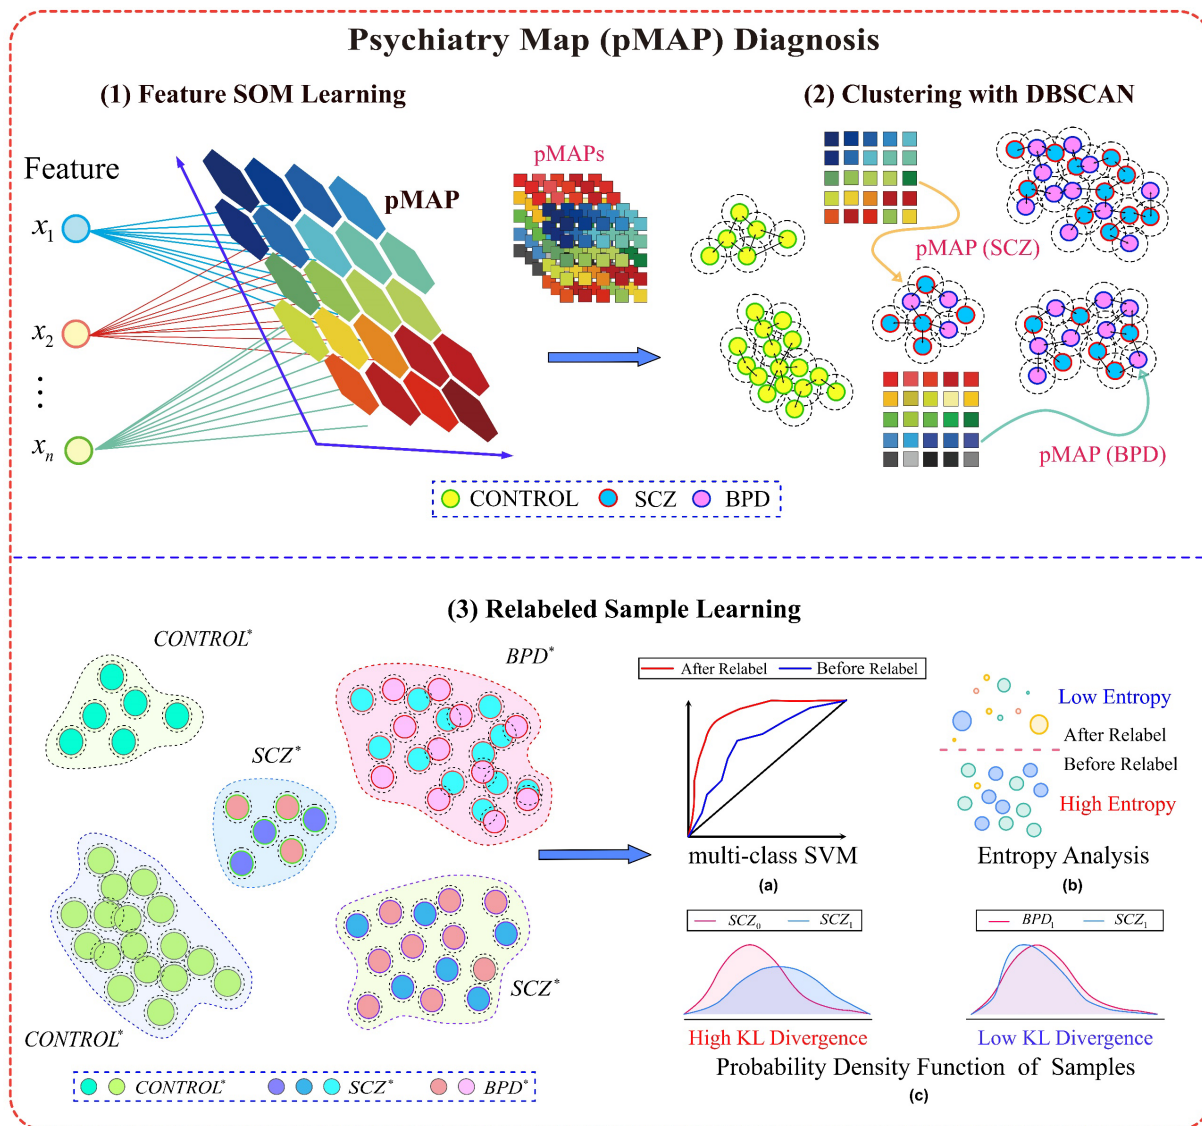 Psychiatry Map (pMAP) Diagnosis
(1) Feature SOM Learning
(2) Clustering with DBSCAN
Feature
pMAP
x1
x2
⋮
xn
pMAPs
pMAP (SCZ)
pMAP (BPD)
CONTROL SCZ BPD
(3) Relabeled Sample Learning
CONTROL*
SCZ*
BPD*
CONTROL*
SCZ*
CONTROL* SCZ* BPD*
After Relabel Before Relabel
multi-class SVM
(a)
Low Entropy
After Relabel
Before Relabel
High Entropy
Entropy Analysis
(b)
SCZ0 SCZ1
High KL Divergence
BPD1 SCZ1
Low KL Divergence
Probability Density Function of Samples
(c)